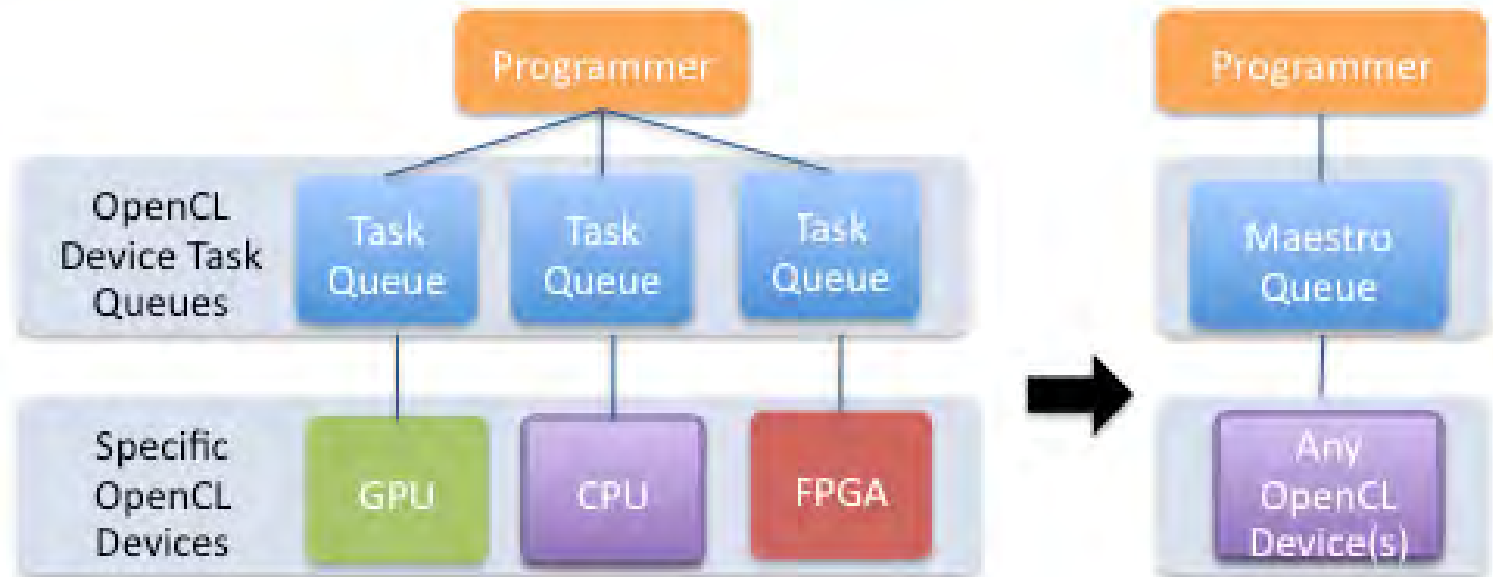 Programmer
OpenCL
Device Task
Queues
Task
Queue
Task
Queue
Task
Queue
Specific
OpenCL
Devices
GPU
CPU
FPGA
Programmer
Maestro
Queue
Any
OpenCL
Device(s)